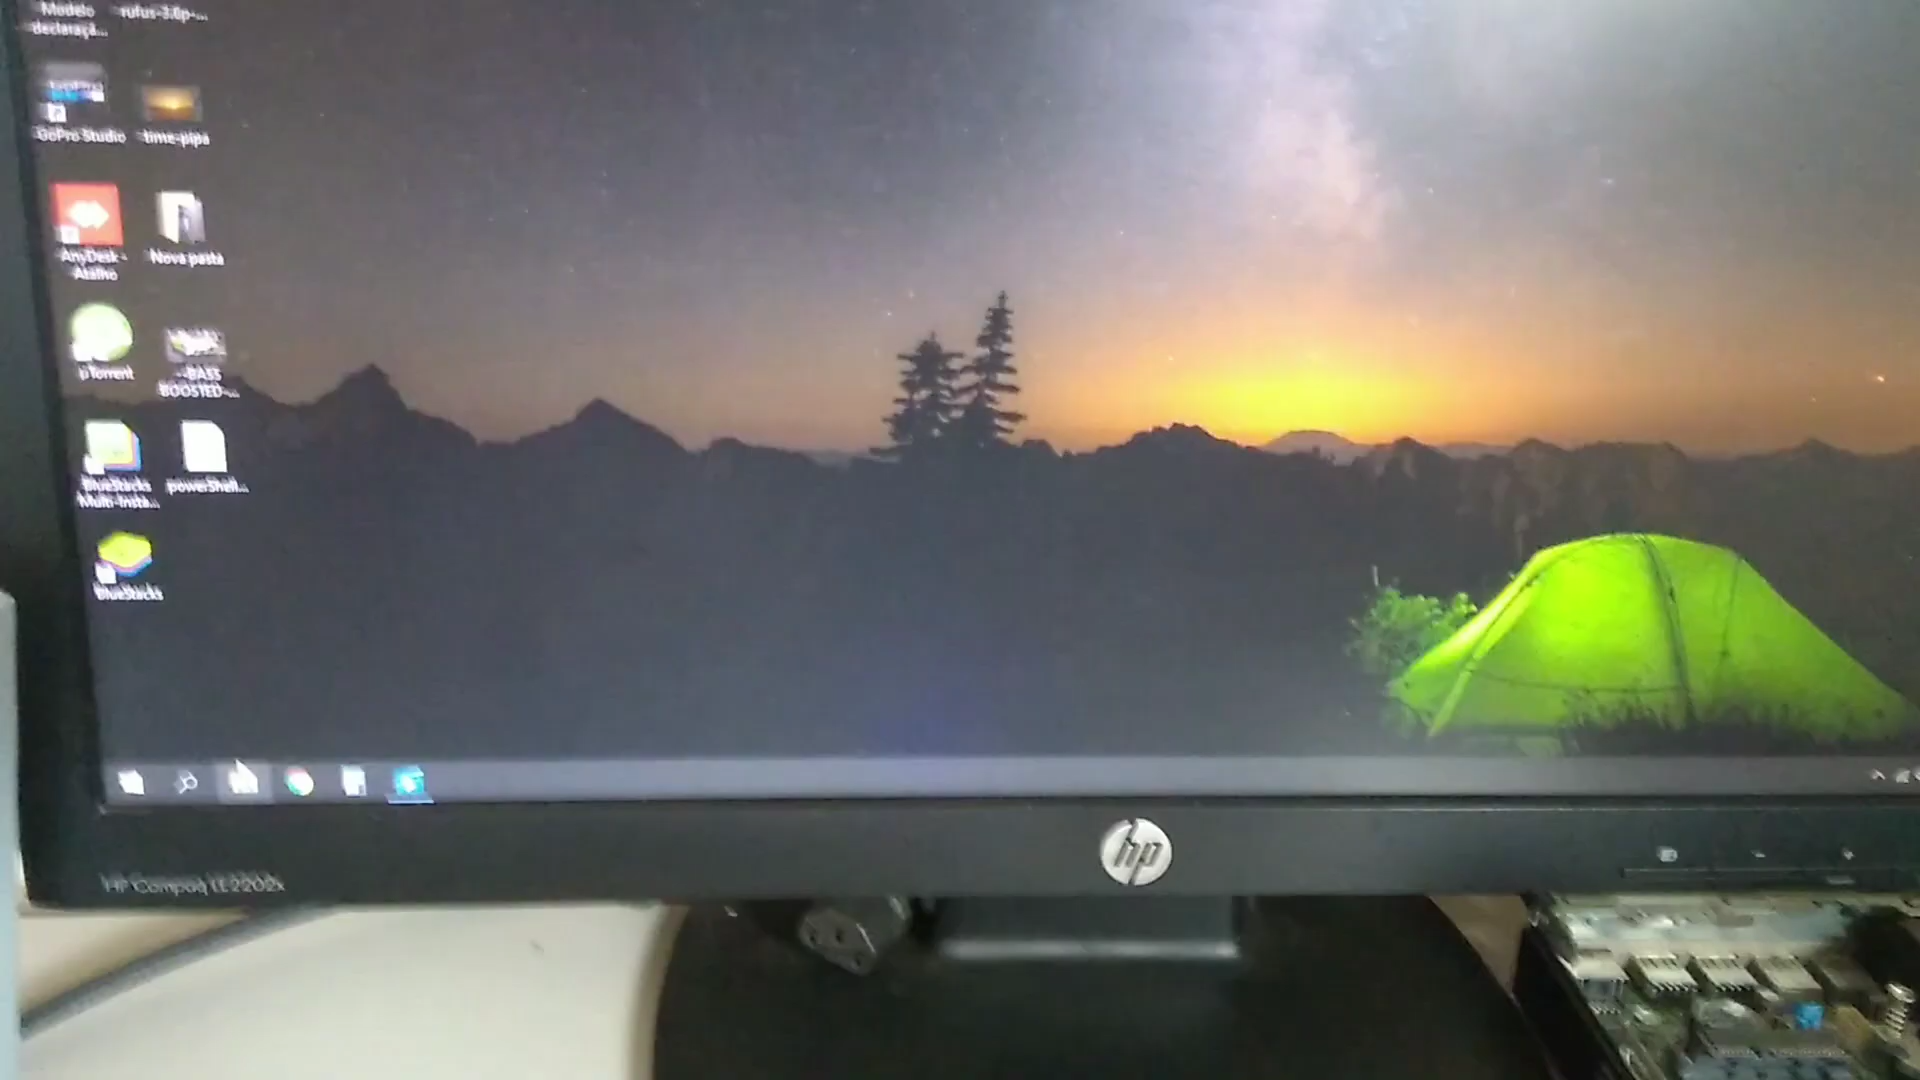 Modelo
declaraçã...
rufus-3.6p-...
GoPro Studio
time-pipa
AnyDesk -
Atalho
Nova pasta
µTorrent
BASS
BOOSTED-...
BlueStacks
Multi-Insta...
powerShell...
BlueStacks
hp
HP Compaq LE2202x